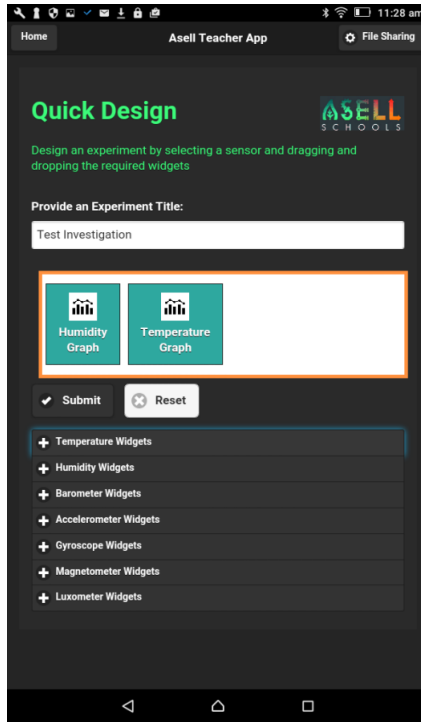 11:28 am
Home
Asell Teacher App
File Sharing
Quick Design
ASELL
SCHOOLS
Design an experiment by selecting a sensor and dragging and
dropping the required widgets
Provide an Experiment Title:
Test Investigation
Humidity
Graph
Temperature
Graph
Submit
Reset
Temperature Widgets
Humidity Widgets
Barometer Widgets
Accelerometer Widgets
Gyroscope Widgets
Magnetometer Widgets
Luxometer Widgets